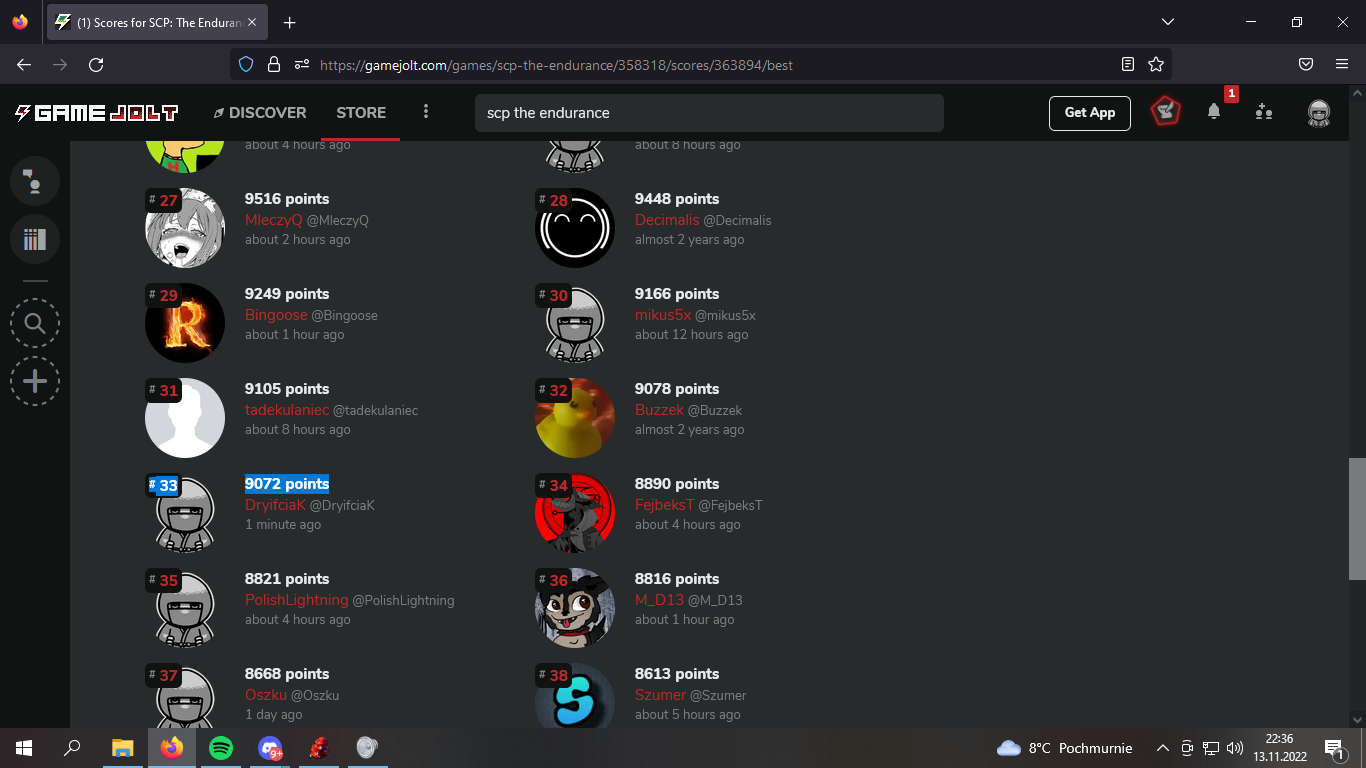 (1) Scores for SCP: The Enduran
https://gamejolt.com/games/scp-the-endurance/358318/scores/363894/best
GAME JOLT
DISCOVER
STORE
scp the endurance
Get App
1
about 4 hours ago
about 8 hours ago
# 27
9516 points
MleczyQ @MleczyQ
about 2 hours ago
# 28
9448 points
Decimalis @Decimalis
almost 2 years ago
# 29
9249 points
Bingoose @Bingoose
about 1 hour ago
# 30
9166 points
mikus5x @mikus5x
about 12 hours ago
# 31
9105 points
tadekulaniec @tadekulaniec
about 8 hours ago
# 32
9078 points
Buzzek @Buzzek
almost 2 years ago
# 33
9072 points
DryifciaK @DryifciaK
1 minute ago
# 34
8890 points
FejbeksT @FejbeksT
about 4 hours ago
# 35
8821 points
PolishLightning @PolishLightning
about 4 hours ago
# 36
8816 points
M_D13 @M_D13
about 1 hour ago
# 37
8668 points
Oszku @Oszku
1 day ago
# 38
8613 points
Szumer @Szumer
about 5 hours ago
9+
8°C Pochmurnie
22:36
13.11.2022
1